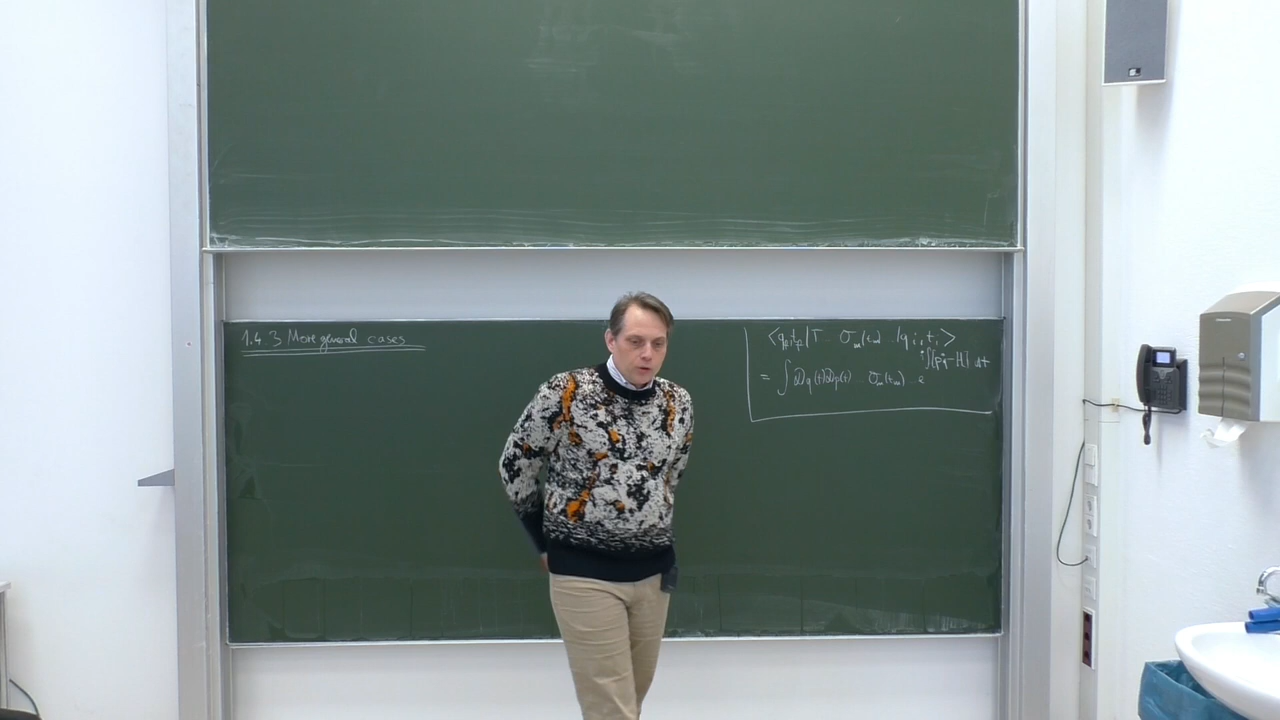 1.4.3 More general cases
⟨q_f, t_f | T ... O_m(t_m) ... | q_i, t_i⟩
= ∫ Dq(t) Dp(t) ... O_m(t_m) ... e^{i∫(pq̇-H) dt}